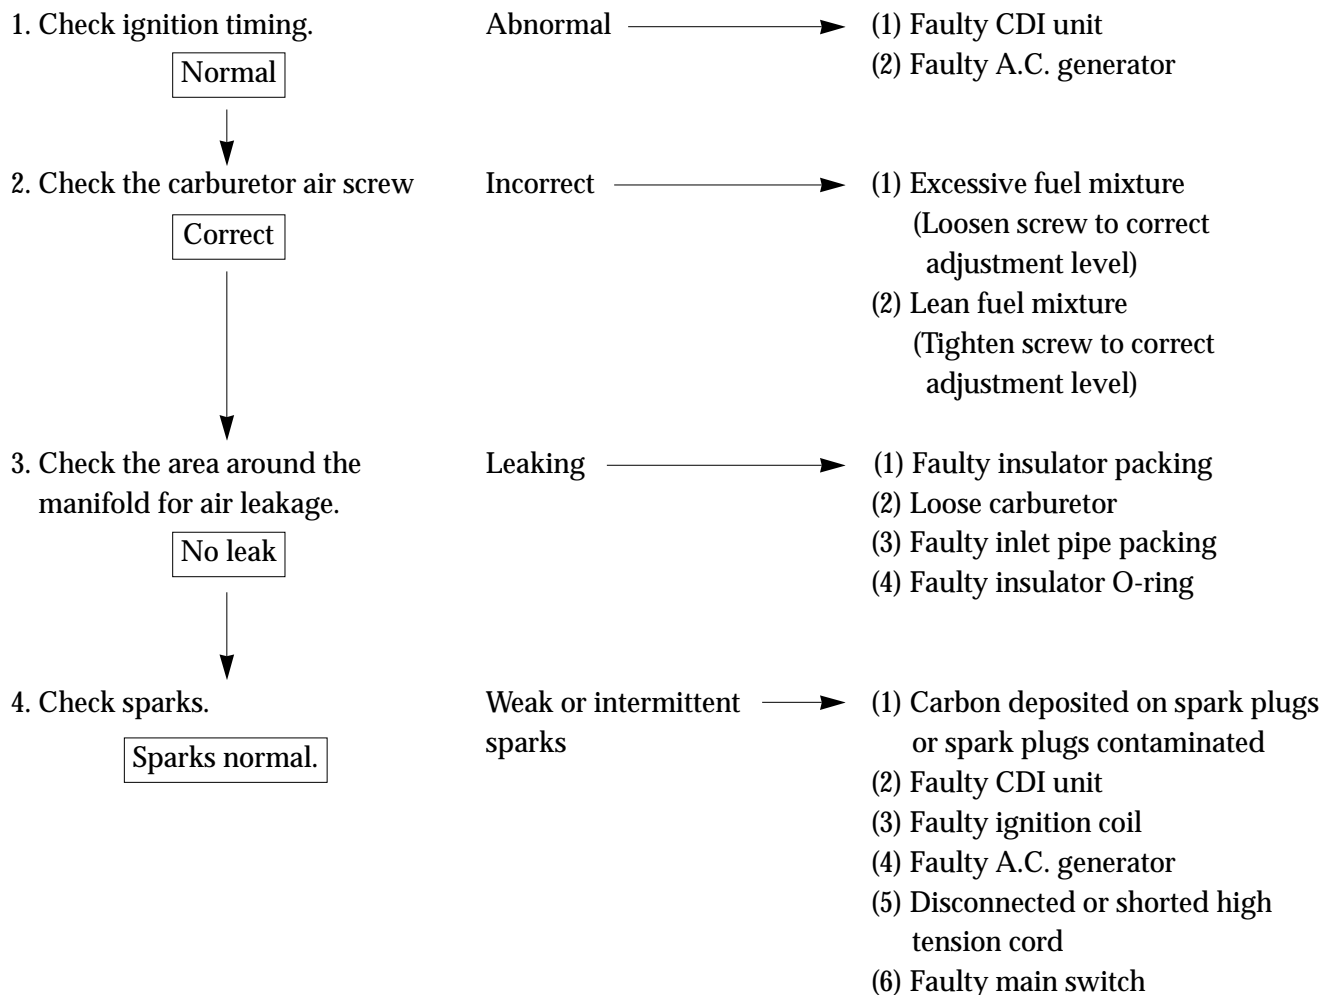 1. Check ignition timing.
Abnormal
(1) Faulty CDI unit
(2) Faulty A.C. generator
Normal
2. Check the carburetor air screw
Incorrect
(1) Excessive fuel mixture
(Loosen screw to correct
adjustment level)
(2) Lean fuel mixture
(Tighten screw to correct
adjustment level)
Correct
3. Check the area around the
manifold for air leakage.
Leaking
(1) Faulty insulator packing
(2) Loose carburetor
(3) Faulty inlet pipe packing
(4) Faulty insulator O-ring
No leak
4. Check sparks.
Weak or intermittent
sparks
(1) Carbon deposited on spark plugs
or spark plugs contaminated
(2) Faulty CDI unit
(3) Faulty ignition coil
(4) Faulty A.C. generator
(5) Disconnected or shorted high
tension cord
(6) Faulty main switch
Sparks normal.